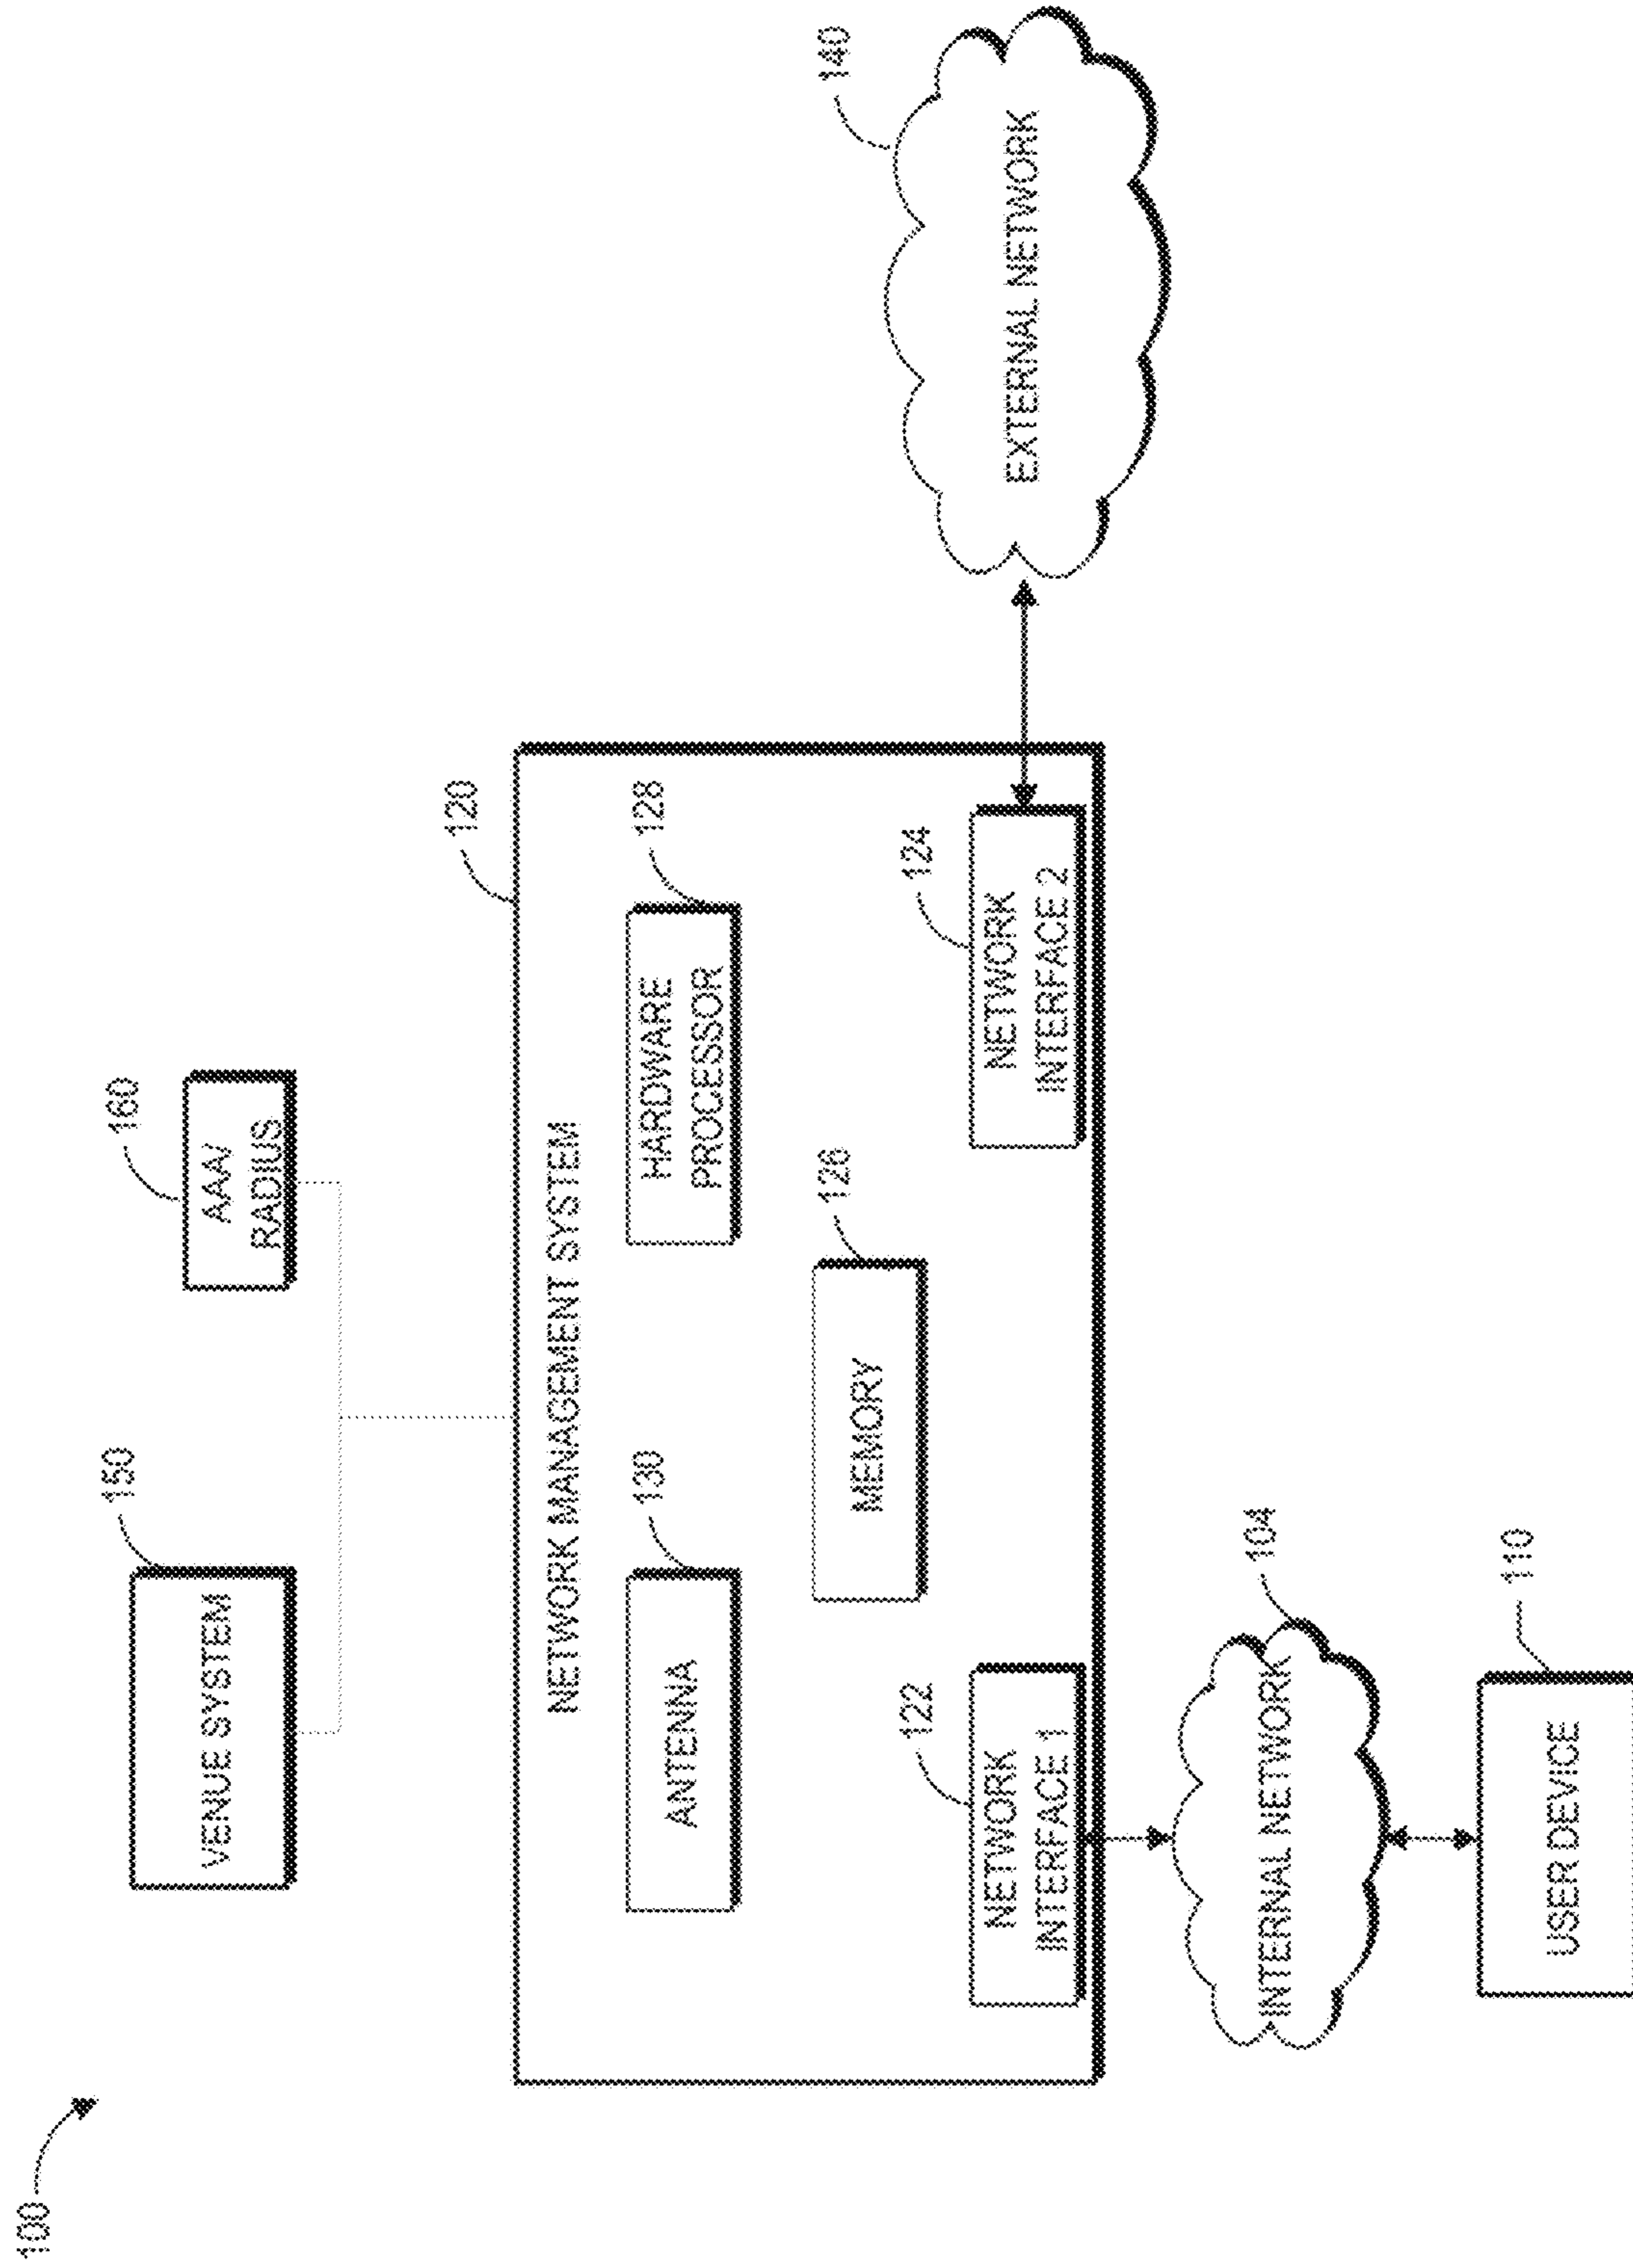 100
150
VENUE SYSTEM
160
AAA/
RADIUS
120
NETWORK MANAGEMENT SYSTEM
130
ANTENNA
128
HARDWARE
PROCESSOR
126
MEMORY
122
NETWORK
INTERFACE 1
124
NETWORK
INTERFACE 2
140
EXTERNAL NETWORK
104
INTERNAL NETWORK
110
USER DEVICE